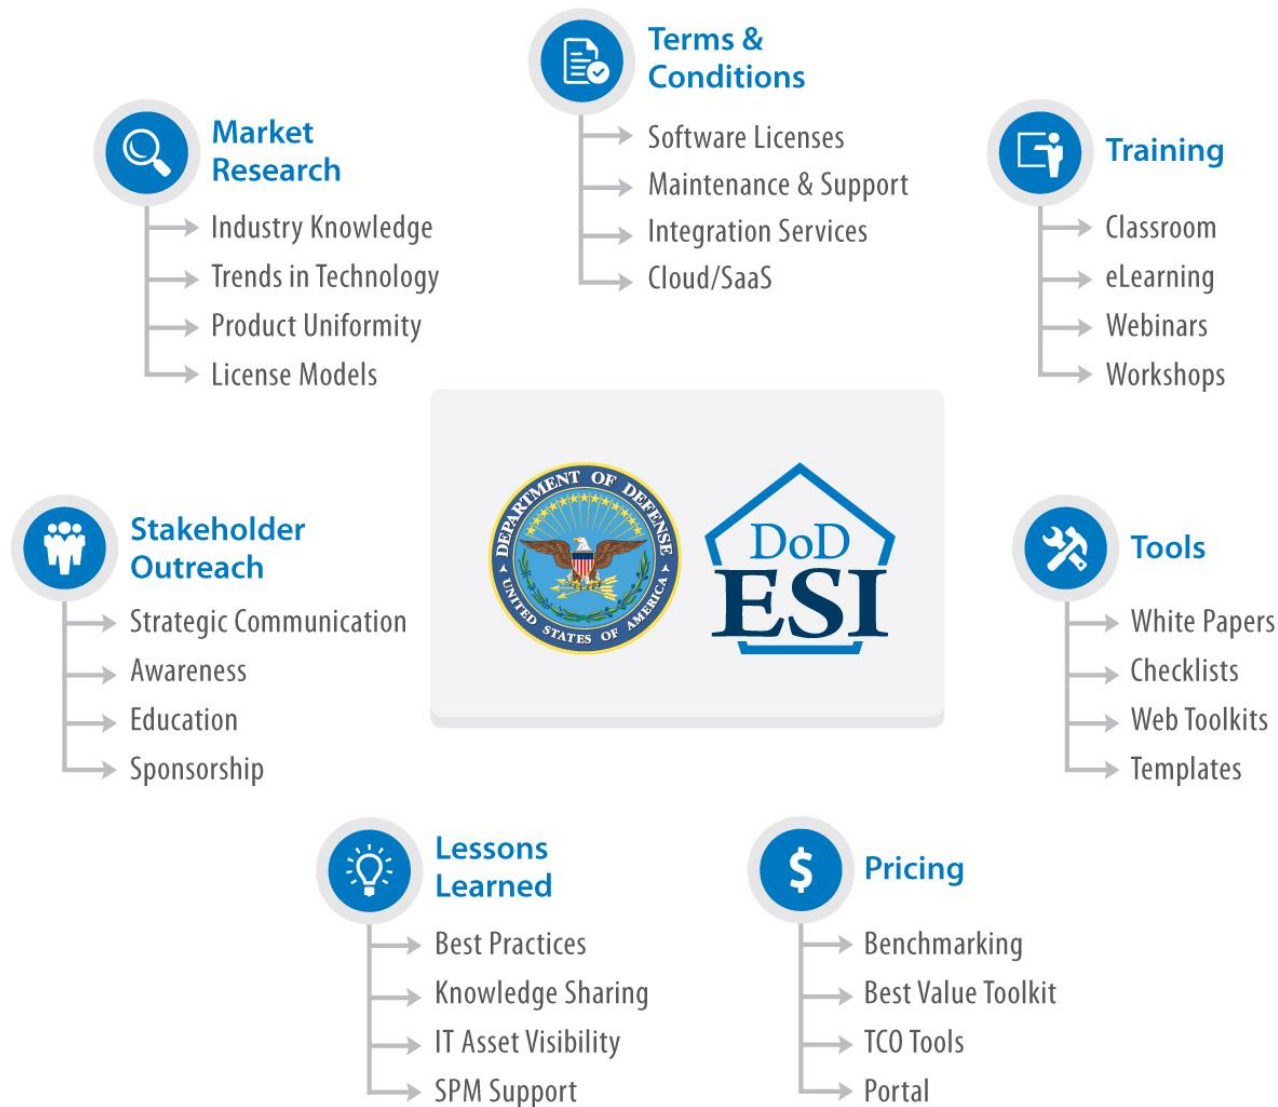 Terms &
Conditions
Software Licenses
Maintenance & Support
Integration Services
Cloud/SaaS
Market
Research
Industry Knowledge
Trends in Technology
Product Uniformity
License Models
Training
Classroom
eLearning
Webinars
Workshops
DEPARTMENT OF DEFENSE
UNITED STATES OF AMERICA
DoD
ESI
Stakeholder
Outreach
Strategic Communication
Awareness
Education
Sponsorship
Tools
White Papers
Checklists
Web Toolkits
Templates
Lessons
Learned
Best Practices
Knowledge Sharing
IT Asset Visibility
SPM Support
$
Pricing
Benchmarking
Best Value Toolkit
TCO Tools
Portal